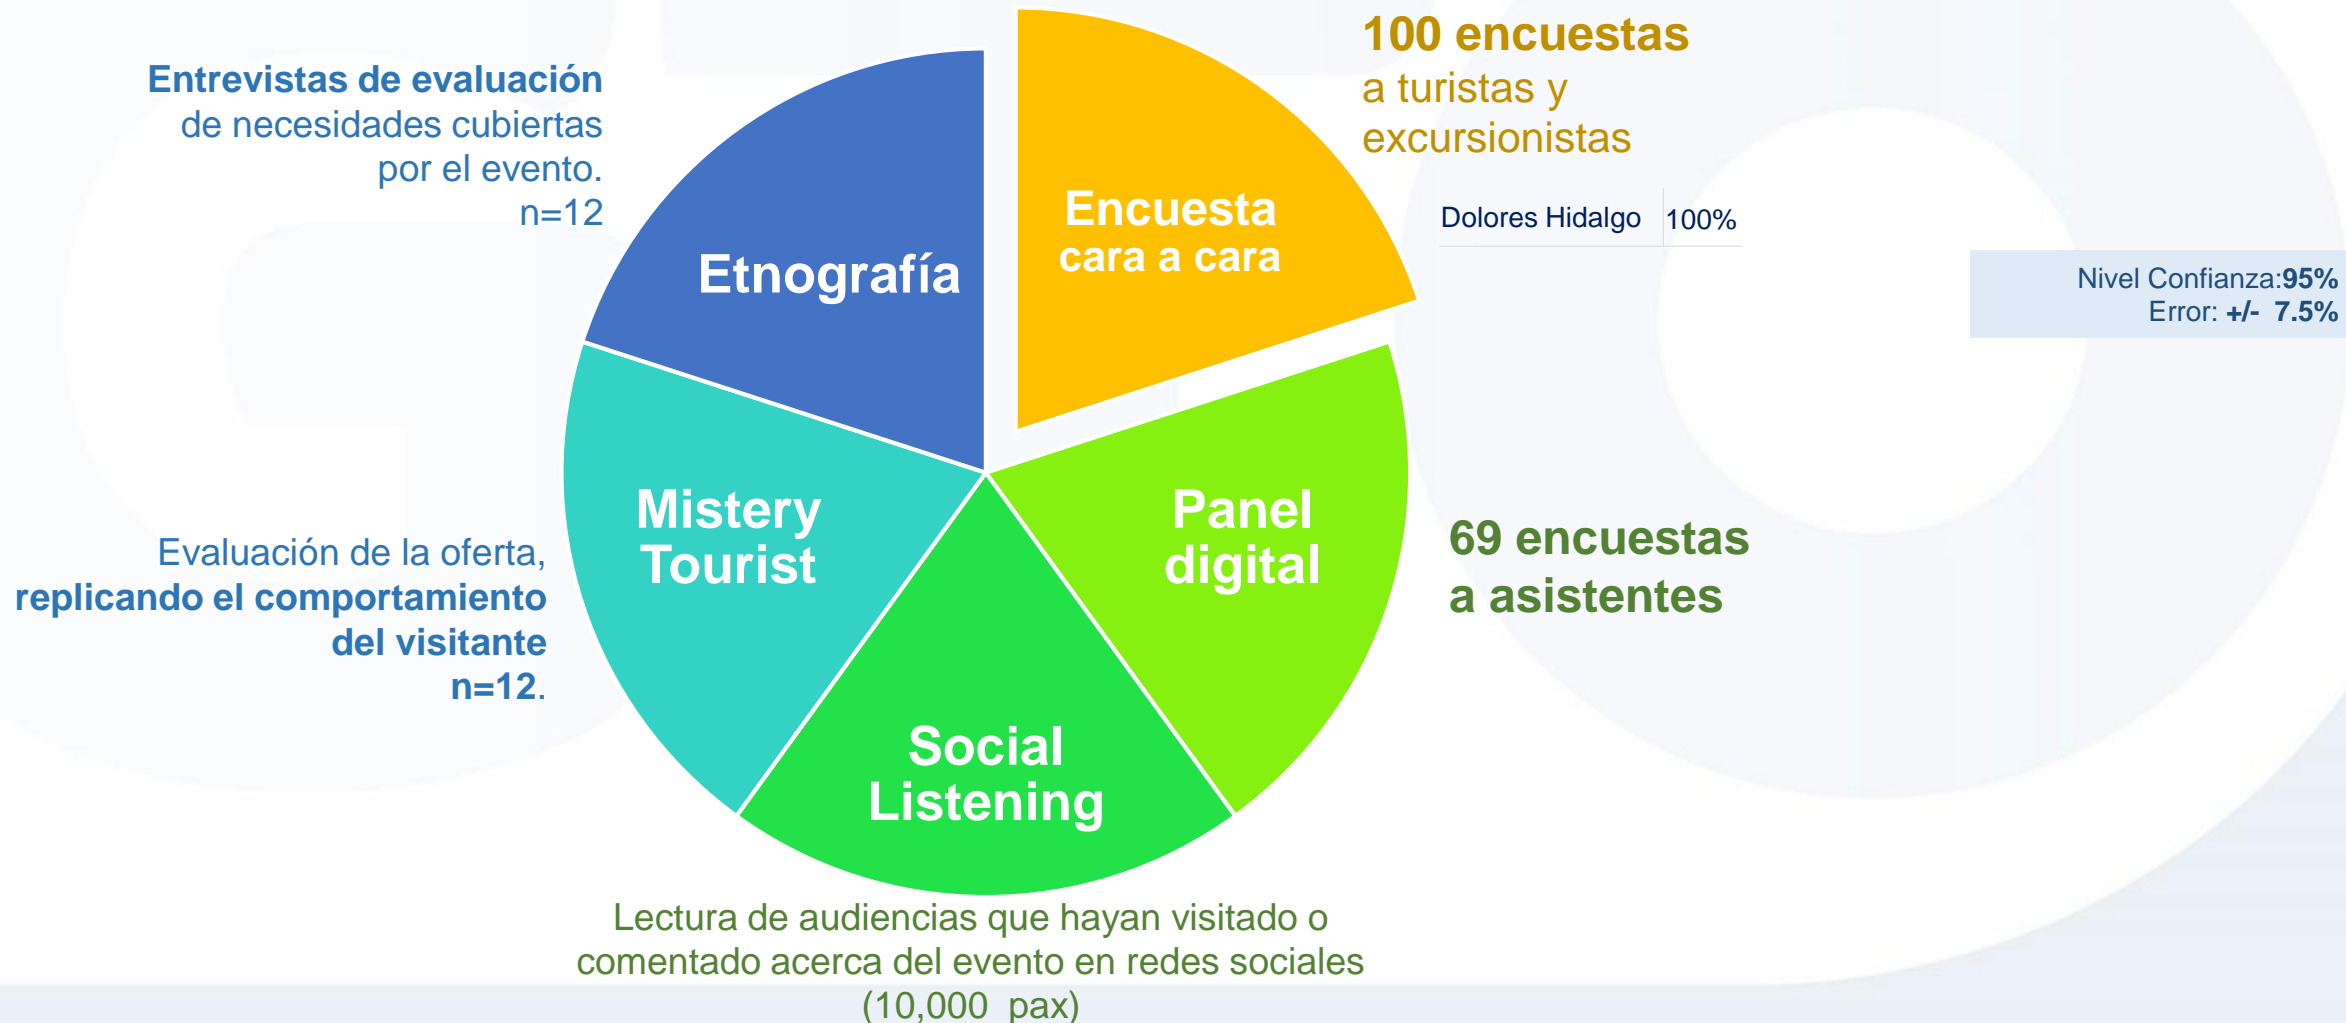 Entrevistas de evaluación
de necesidades cubiertas
por el evento.
n=12
100 encuestas
a turistas y
excursionistas
Dolores Hidalgo 100%
Nivel Confianza:95%
Error: +/- 7.5%
Encuesta
cara a cara
Etnografía
Mistery
Tourist
Panel
digital
69 encuestas
a asistentes
Evaluación de la oferta,
replicando el comportamiento
del visitante
n=12.
Social
Listening
Lectura de audiencias que hayan visitado o
comentado acerca del evento en redes sociales
(10,000 pax)